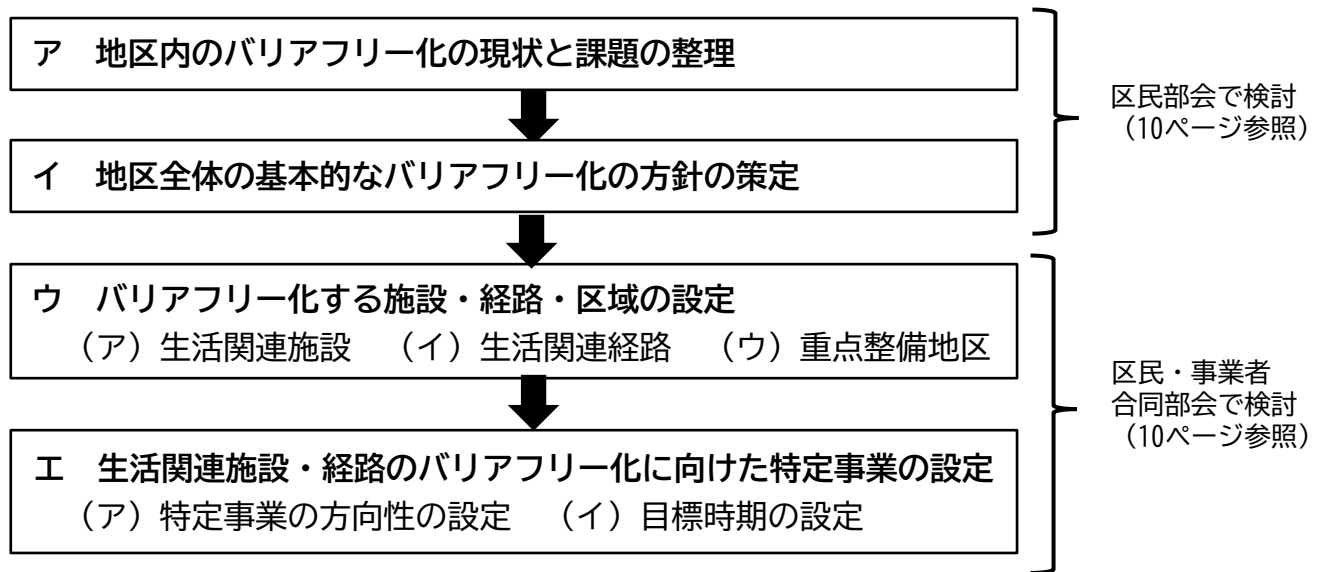 ア 地区内のバリアフリー化の現状と課題の整理
イ 地区全体の基本的なバリアフリー化の方針の策定
区民部会で検討
（10ページ参照）
ウ バリアフリー化する施設・経路・区域の設定
（ア）生活関連施設 （イ）生活関連経路 （ウ）重点整備地区
エ 生活関連施設・経路のバリアフリー化に向けた特定事業の設定
（ア）特定事業の方向性の設定 （イ）目標時期の設定
区民・事業者
合同部会で検討
（10ページ参照）